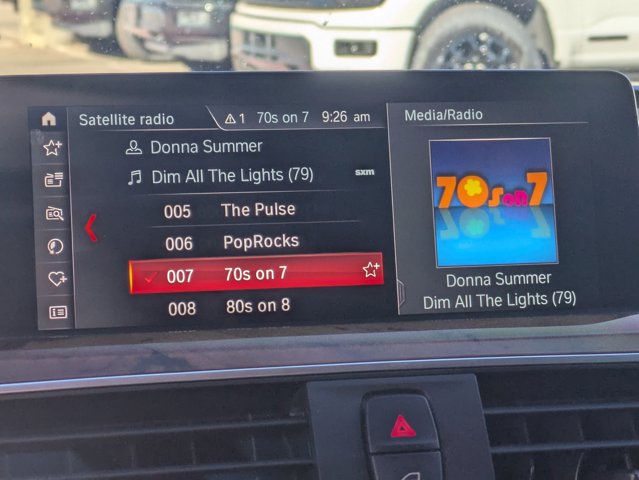 Satellite radio
1 70s on 7 9:26 am
Donna Summer
Dim All The Lights (79)
sxm
005 The Pulse
006 PopRocks
007 70s on 7
008 80s on 8
Media/Radio
70s on 7
Donna Summer
Dim All The Lights (79)